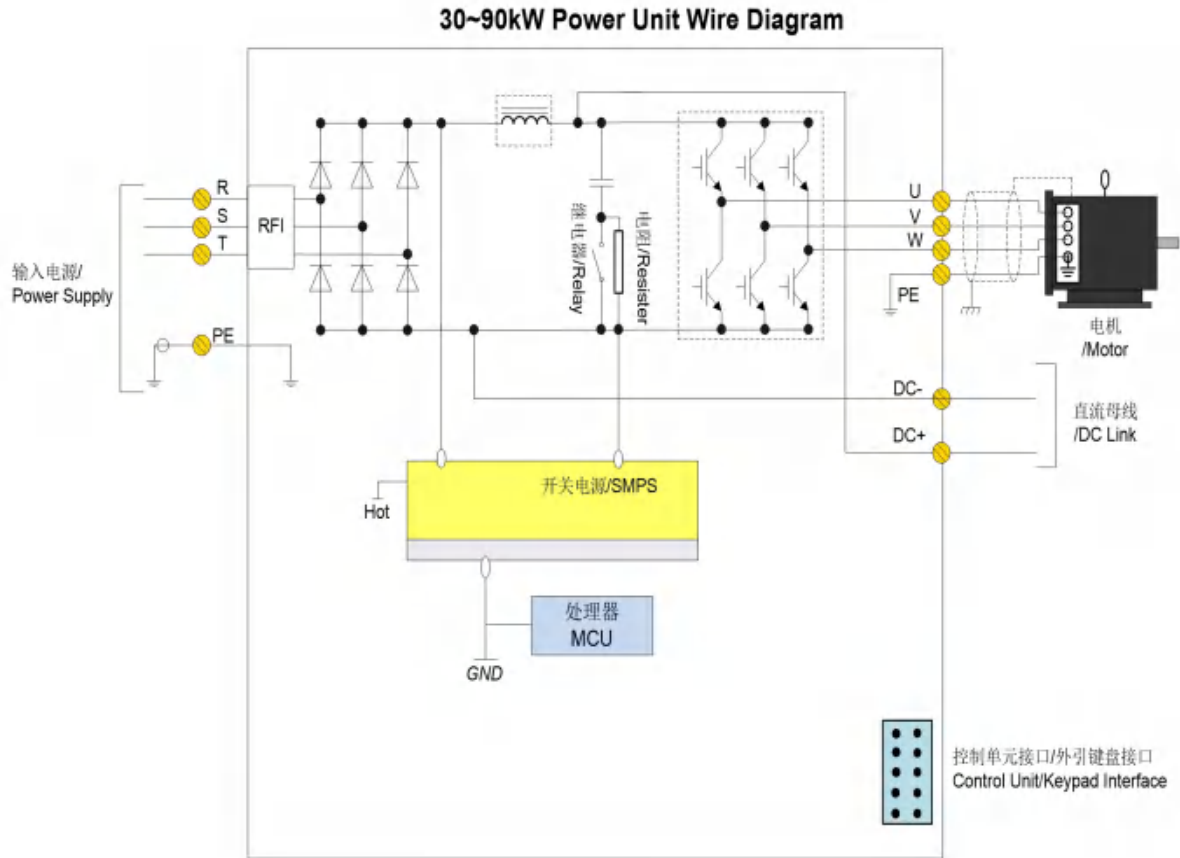 30~90kW Power Unit Wire Diagram
R
S
T
RFI
输入电源/
Power Supply
PE
继电器/Relay
电阻/Resister
U
V
W
PE
电机
/Motor
DC-
DC+
直流母线
/DC Link
开关电源/SMPS
Hot
处理器
MCU
GND
控制单元接口/外引键盘接口
Control Unit/Keypad Interface